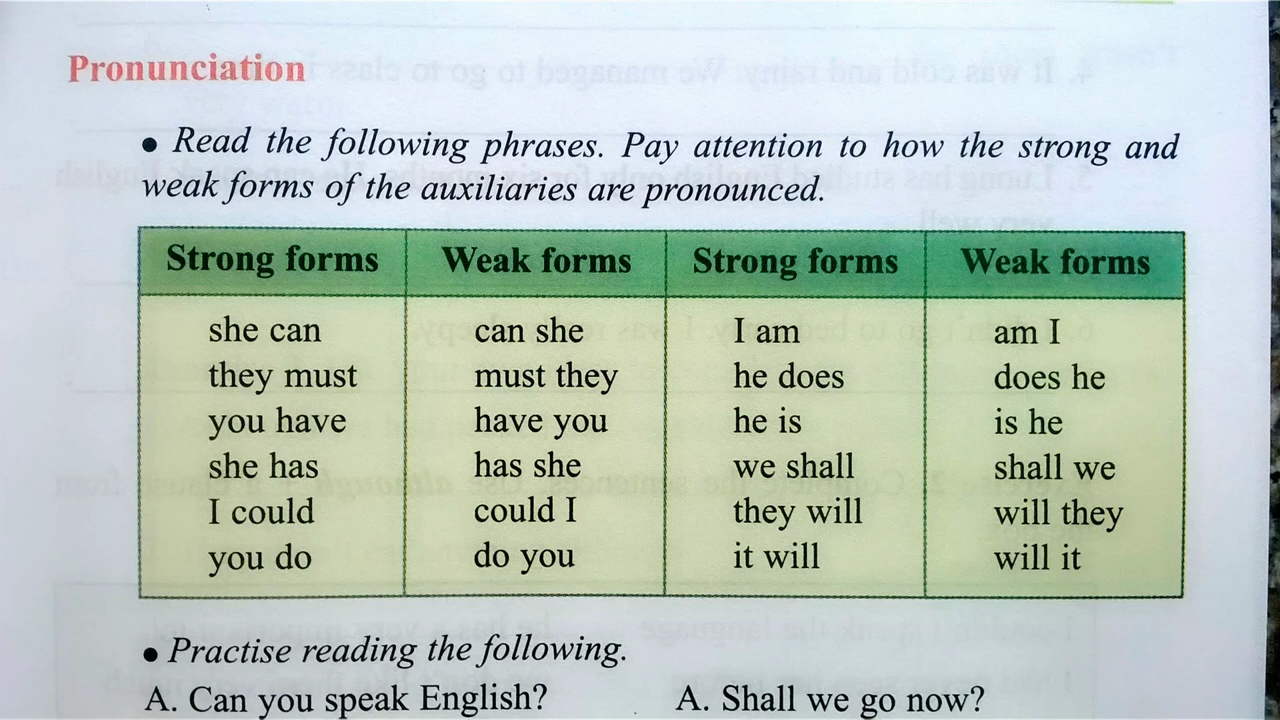 Pronunciation
• Read the following phrases. Pay attention to how the strong and
weak forms of the auxiliaries are pronounced.
Strong forms Weak forms Strong forms Weak forms
she can can she I am am I
they must must they he does does he
you have have you he is is he
she has has she we shall shall we
I could could I they will will they
you do do you it will will it
• Practise reading the following.
A. Can you speak English? A. Shall we go now?